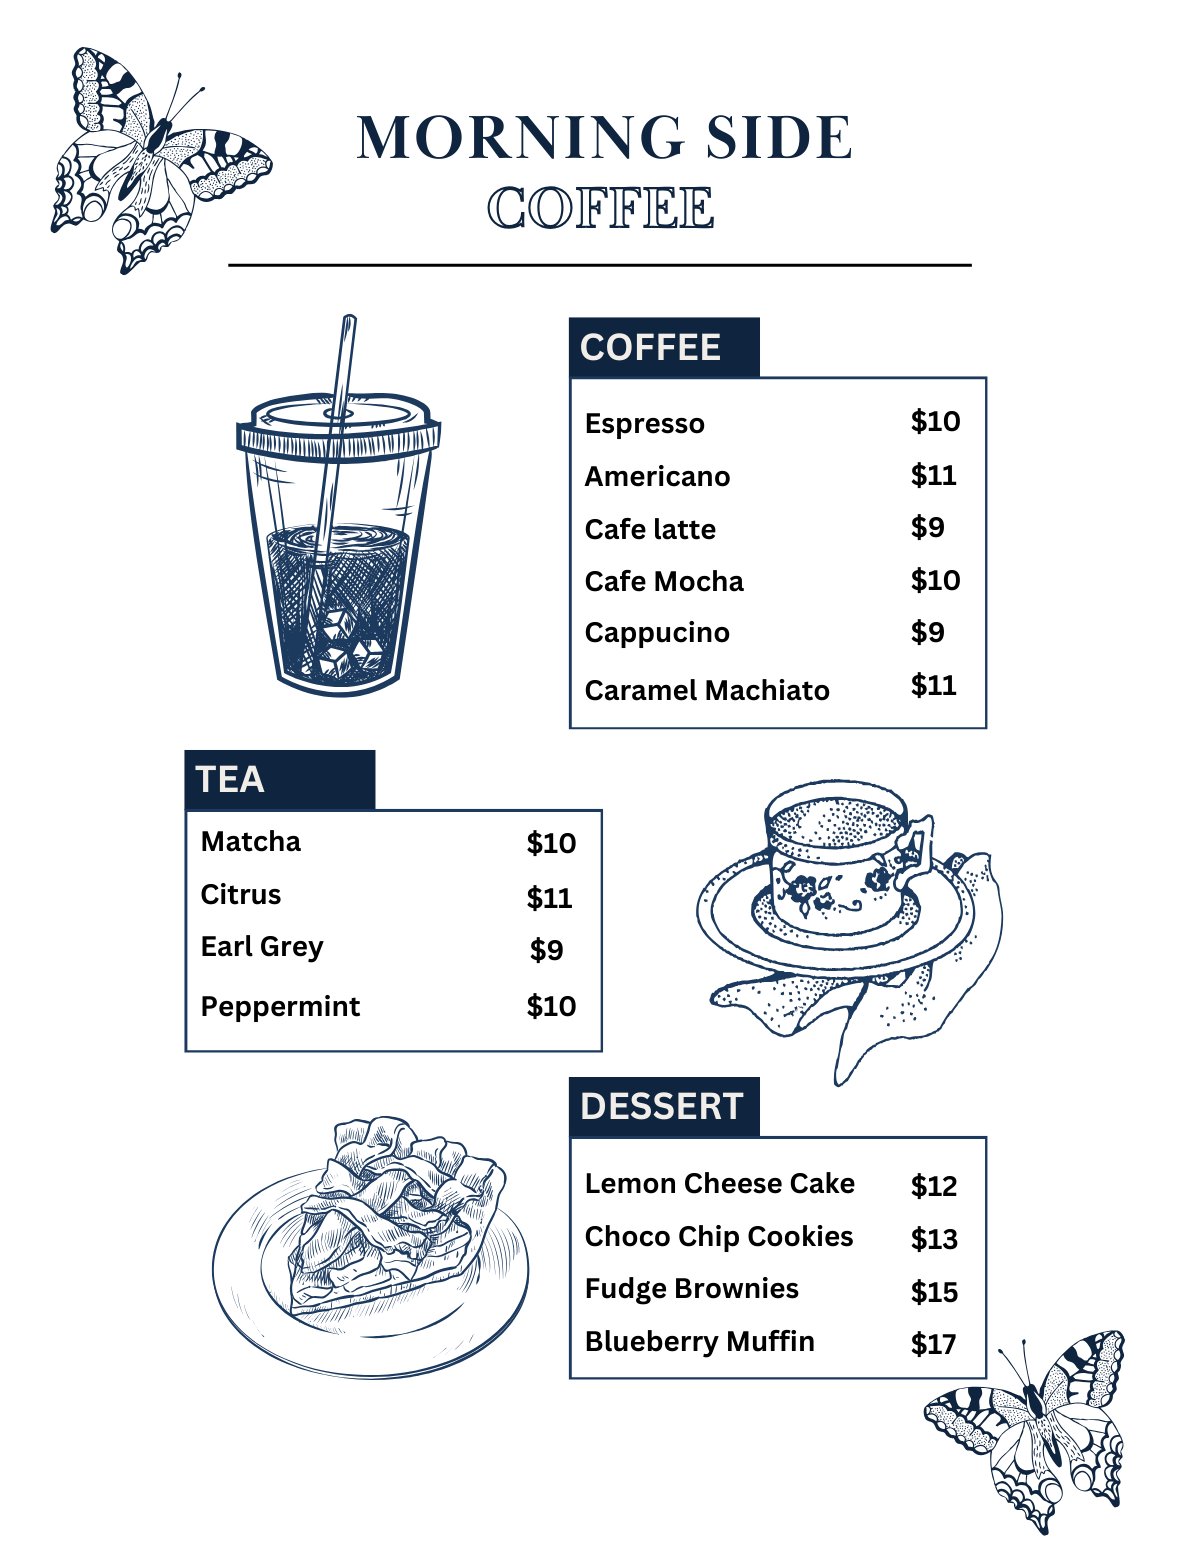 MORNING SIDE
COFFEE
COFFEE
Espresso $10
Americano $11
Cafe latte $9
Cafe Mocha $10
Cappucino $9
Caramel Machiato $11
TEA
Matcha $10
Citrus $11
Earl Grey $9
Peppermint $10
DESSERT
Lemon Cheese Cake $12
Choco Chip Cookies $13
Fudge Brownies $15
Blueberry Muffin $17